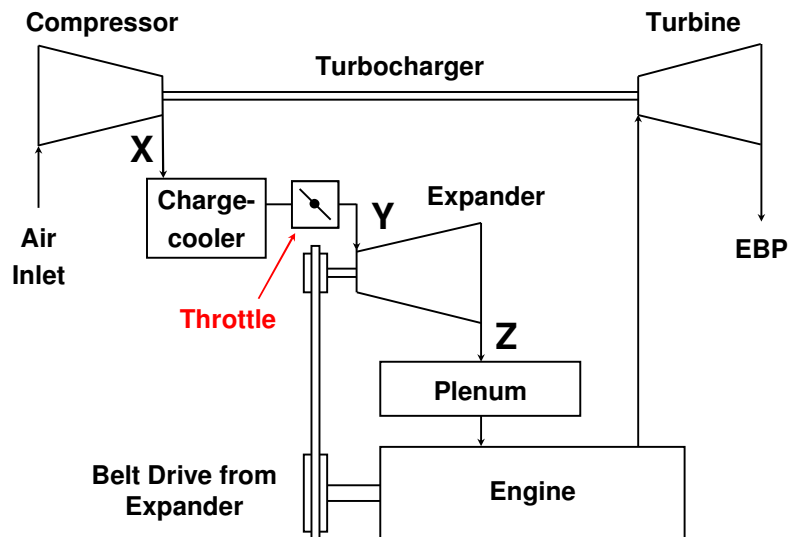 Compressor
Turbine
Turbocharger
X
Charge-
cooler
Y
Expander
Air
Inlet
EBP
Throttle
Z
Plenum
Belt Drive from
Expander
Engine